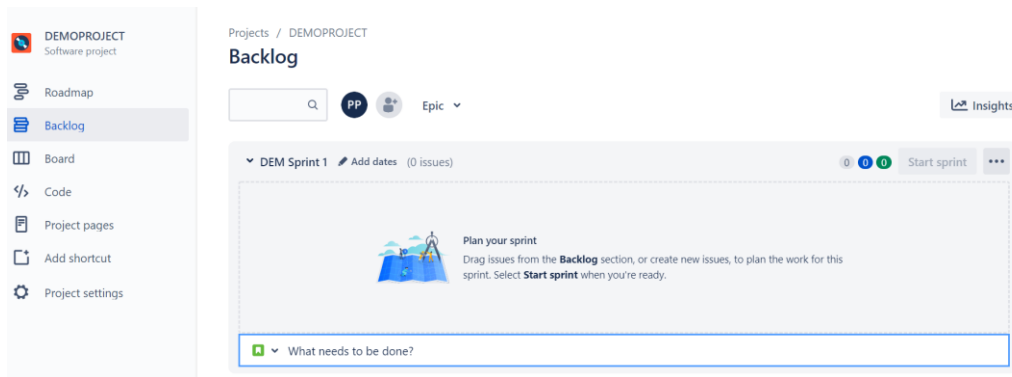 DEMOPROJECT
Software project
Roadmap
Backlog
Board
Code
Project pages
Add shortcut
Project settings
Projects / DEMOPROJECT
Backlog
PP Epic
Insights
DEM Sprint 1 Add dates (0 issues) 0 0 0 Start sprint •••
Plan your sprint
Drag issues from the Backlog section, or create new issues, to plan the work for this
sprint. Select Start sprint when you're ready.
What needs to be done?